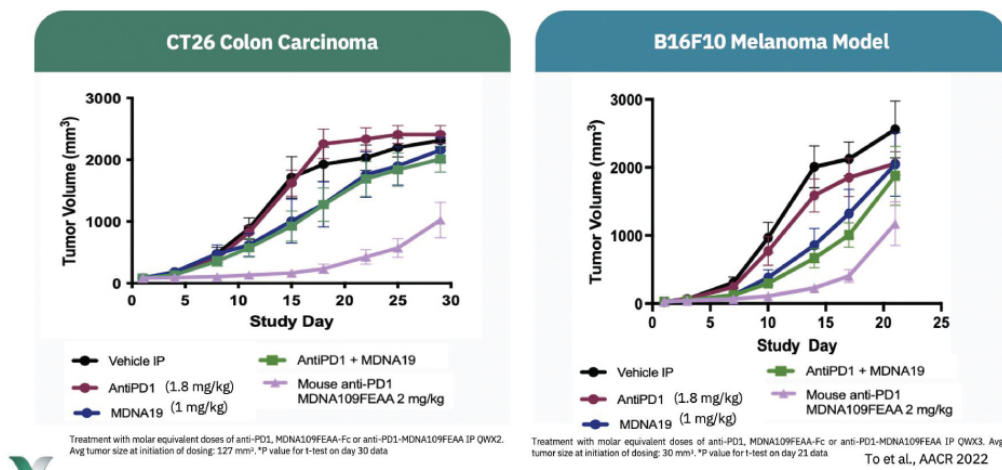 CT26 Colon Carcinoma
Tumor Volume (mm³)
3000
2000
1000
0
0 5 10 15 20 25 30
Study Day
Vehicle IP
AntiPD1 (1.8 mg/kg)
MDNA19 (1 mg/kg)
AntiPD1 + MDNA19
Mouse anti-PD1
MDNA109FEAA 2 mg/kg
Treatment with molar equivalent doses of anti-PD1, MDNA109FEAA-Fc or anti-PD1-MDNA109FEAA IP QWX2.
Avg tumor size at initiation of dosing: 127 mm³. *P value for t-test on day 30 data
B16F10 Melanoma Model
Tumor Volume (mm³)
3000
2000
1000
0
0 5 10 15 20 25
Study Day
Vehicle IP
AntiPD1 (1.8 mg/kg)
MDNA19 (1 mg/kg)
AntiPD1 + MDNA19
Mouse anti-PD1
MDNA109FEAA 2 mg/kg
Treatment with molar equivalent doses of anti-PD1, MDNA109FEAA-Fc or anti-PD1-MDNA109FEAA IP QWX3. Avg
tumor size at initiation of dosing: 30 mm³. *P value for t-test on day 21 data
To et al., AACR 2022